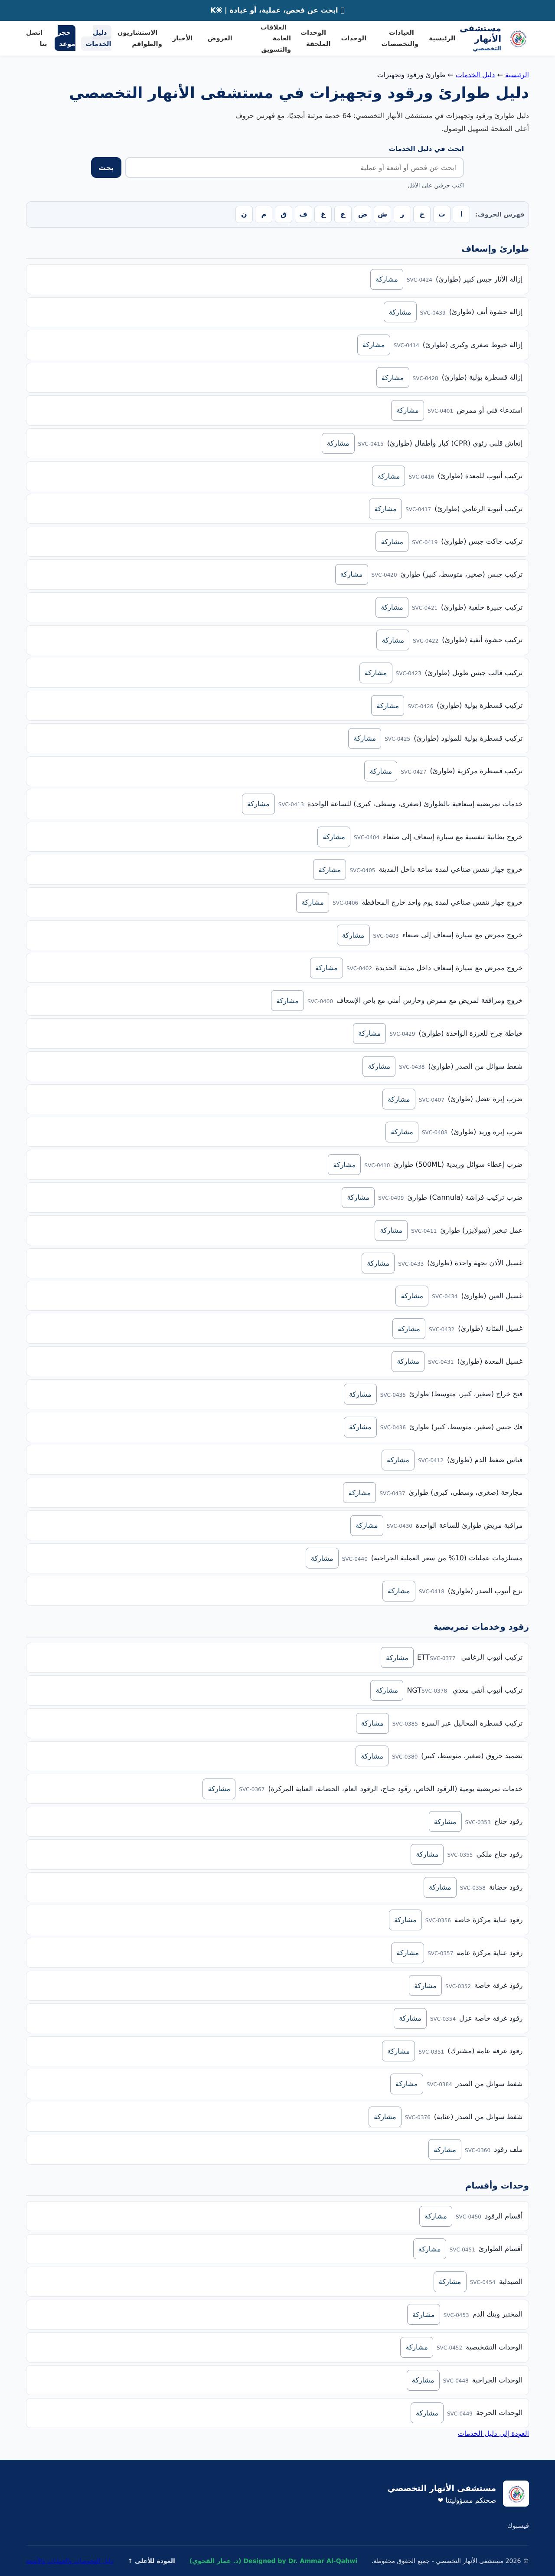 ابحث عن فحص، عملية، أو عيادة | ⌘K
مستشفى الأنهار
التخصصي
الرئيسية
العيادات والتخصصات
الوحدات
الوحدات الملحقة
العلاقات العامة والتسويق
العروض
الأخبار
الاستشاريون والطواقم
دليل الخدمات
حجز موعد
اتصل بنا
الرئيسية ← دليل الخدمات ← طوارئ ورقود وتجهيزات
دليل طوارئ ورقود وتجهيزات في مستشفى الأنهار التخصصي
دليل طوارئ ورقود وتجهيزات في مستشفى الأنهار التخصصي: 64 خدمة مرتبة أبجديًا، مع فهرس حروف
أعلى الصفحة لتسهيل الوصول.
ابحث في دليل الخدمات
ابحث عن فحص أو أشعة أو عملية
بحث
اكتب حرفين على الأقل
فهرس الحروف: ا ت خ ر ش ض ع غ ف ق م ن
طوارئ وإسعاف
إزالة الآثار جبس كبير (طوارئ) SVC-0424 مشاركة
إزالة حشوة أنف (طوارئ) SVC-0439 مشاركة
إزالة خيوط صغرى وكبرى (طوارئ) SVC-0414 مشاركة
إزالة قسطرة بولية (طوارئ) SVC-0428 مشاركة
استدعاء فني أو ممرض SVC-0401 مشاركة
إنعاش قلبي رئوي (CPR) كبار وأطفال (طوارئ) SVC-0415 مشاركة
تركيب أنبوب للمعدة (طوارئ) SVC-0416 مشاركة
تركيب أنبوبة الرغامي (طوارئ) SVC-0417 مشاركة
تركيب جاكت جبس (طوارئ) SVC-0419 مشاركة
تركيب جبس (صغير، متوسط، كبير) طوارئ SVC-0420 مشاركة
تركيب جبيرة خلفية (طوارئ) SVC-0421 مشاركة
تركيب حشوة أنفية (طوارئ) SVC-0422 مشاركة
تركيب قالب جبس طويل (طوارئ) SVC-0423 مشاركة
تركيب قسطرة بولية (طوارئ) SVC-0426 مشاركة
تركيب قسطرة بولية للمولود (طوارئ) SVC-0425 مشاركة
تركيب قسطرة مركزية (طوارئ) SVC-0427 مشاركة
خدمات تمريضية إسعافية بالطوارئ (صغرى، وسطى، كبرى) للساعة الواحدة SVC-0413 مشاركة
خروج بطانية تنفسية مع سيارة إسعاف إلى صنعاء SVC-0404 مشاركة
خروج جهاز تنفس صناعي لمدة ساعة داخل المدينة SVC-0405 مشاركة
خروج جهاز تنفس صناعي لمدة يوم واحد خارج المحافظة SVC-0406 مشاركة
خروج ممرض مع سيارة إسعاف إلى صنعاء SVC-0403 مشاركة
خروج ممرض مع سيارة إسعاف داخل مدينة الحديدة SVC-0402 مشاركة
خروج ومرافقة لمريض مع ممرض وحارس أمني مع باص الإسعاف SVC-0400 مشاركة
خياطة جرح للغرزة الواحدة (طوارئ) SVC-0429 مشاركة
شفط سوائل من الصدر (طوارئ) SVC-0438 مشاركة
ضرب إبرة عضل (طوارئ) SVC-0407 مشاركة
ضرب إبرة وريد (طوارئ) SVC-0408 مشاركة
ضرب إعطاء سوائل وريدية (500ML) طوارئ SVC-0410 مشاركة
ضرب تركيب فراشة (Cannula) طوارئ SVC-0409 مشاركة
عمل تبخير (نيبولايزر) طوارئ SVC-0411 مشاركة
غسيل الأذن بجهة واحدة (طوارئ) SVC-0433 مشاركة
غسيل العين (طوارئ) SVC-0434 مشاركة
غسيل المثانة (طوارئ) SVC-0432 مشاركة
غسيل المعدة (طوارئ) SVC-0431 مشاركة
فتح خراج (صغير، كبير، متوسط) طوارئ SVC-0435 مشاركة
فك جبس (صغير، متوسط، كبير) طوارئ SVC-0436 مشاركة
قياس ضغط الدم (طوارئ) SVC-0412 مشاركة
مجارحة (صغرى، وسطى، كبرى) طوارئ SVC-0437 مشاركة
مراقبة مريض طوارئ للساعة الواحدة SVC-0430 مشاركة
مستلزمات عمليات (10% من سعر العملية الجراحية) SVC-0440 مشاركة
نزع أنبوب الصدر (طوارئ) SVC-0418 مشاركة
رقود وخدمات تمريضية
تركيب أنبوب الرغامي ETT SVC-0377 مشاركة
تركيب أنبوب أنفي معدي NGT SVC-0378 مشاركة
تركيب قسطرة المحاليل عبر السرة SVC-0385 مشاركة
تضميد حروق (صغير، متوسط، كبير) SVC-0380 مشاركة
خدمات تمريضية يومية (الرقود الخاص، رقود جناح، الرقود العام، الحضانة، العناية المركزة) SVC-0367 مشاركة
رقود جناح SVC-0353 مشاركة
رقود جناح ملكي SVC-0355 مشاركة
رقود حضانة SVC-0358 مشاركة
رقود عناية مركزة خاصة SVC-0356 مشاركة
رقود عناية مركزة عامة SVC-0357 مشاركة
رقود غرفة خاصة SVC-0352 مشاركة
رقود غرفة خاصة عزل SVC-0354 مشاركة
رقود غرفة عامة (مشترك) SVC-0351 مشاركة
شفط سوائل من الصدر SVC-0384 مشاركة
شفط سوائل من الصدر (عناية) SVC-0376 مشاركة
ملف رقود SVC-0360 مشاركة
وحدات وأقسام
أقسام الرقود SVC-0450 مشاركة
أقسام الطوارئ SVC-0451 مشاركة
الصيدلية SVC-0454 مشاركة
المختبر وبنك الدم SVC-0453 مشاركة
الوحدات التشخيصية SVC-0452 مشاركة
الوحدات الجراحية SVC-0448 مشاركة
الوحدات الحرجة SVC-0449 مشاركة
العودة إلى دليل الخدمات
مستشفى الأنهار التخصصي
صحتكم مسؤوليتنا ❤
فيسبوك
© 2026 مستشفى الأنهار التخصصي - جميع الحقوق محفوظة.
Designed by Dr. Ammar Al-Qahwi (د. عمار القحوي)
العودة للأعلى ↑